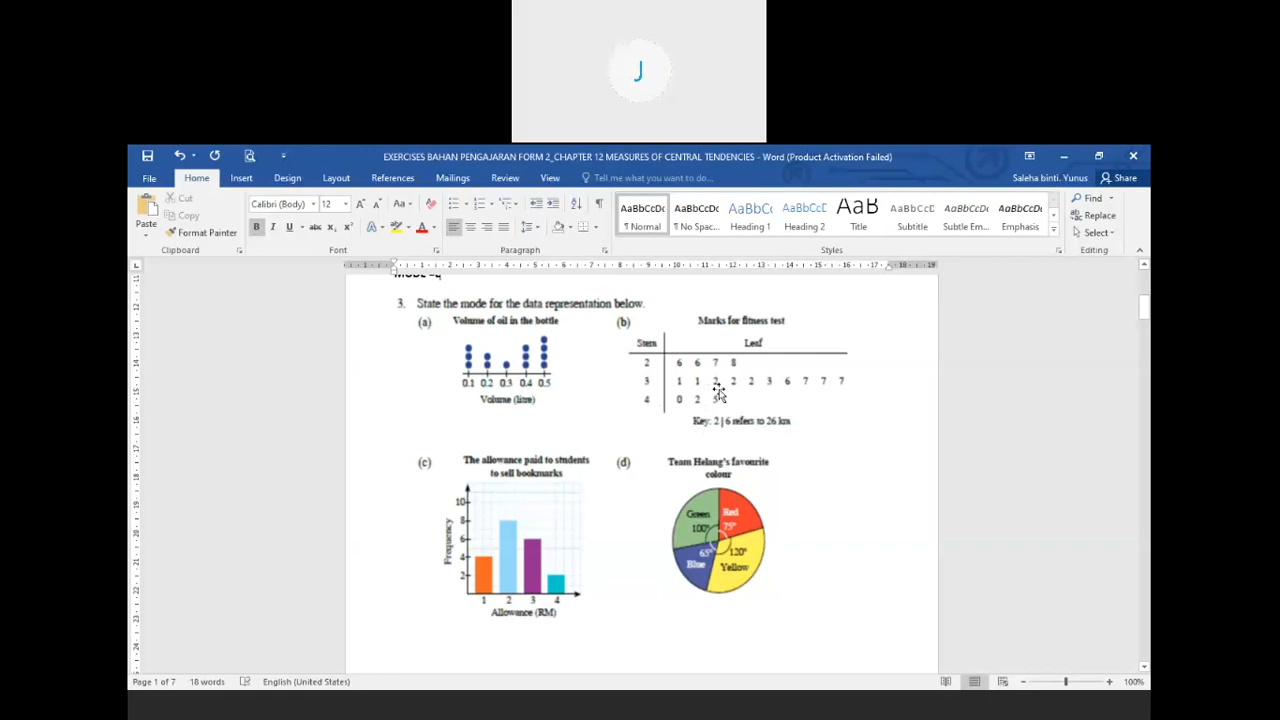 J
EXERCISES BAHAN PENGAJARAN FORM 2_CHAPTER 12 MEASURES OF CENTRAL TENDENCIES - Word (Product Activation Failed)
File Home Insert Design Layout References Mailings Review View Tell me what you want to do... Saleha binti. Yunus Share
Paste Cut Copy Format Painter
Calibri (Body) 12 Aa
B I U abc x₂ x² A ab A
AaBbCcDc AaBbCcDc AaBbCc AaBbCc AaB AaBbCcD AaBbCcDc AaBbCcDc
¶ Normal ¶ No Spac... Heading 1 Heading 2 Title Subtitle Subtle Em... Emphasis
Find Replace Select
Clipboard Font Paragraph Styles Editing
3. State the mode for the data representation below.
(a) Volume of oil in the bottle
0.1 0.2 0.3 0.4 0.5
Volume (litre)
(b) Marks for fitness test
Stem Leaf
2 6 6 7 8
3 1 1 2 2 2 3 6 7 7 7
4 0 2 5
Key: 2 | 6 refers to 26 km
(c) The allowance paid to students
to sell bookmarks
Frequency
10
8
6
4
2
1 2 3 4
Allowance (RM)
(d) Team Helang's favourite
colour
Green 100°
Red 75°
65° Blue
120° Yellow
Page 1 of 7 18 words English (United States) 100%